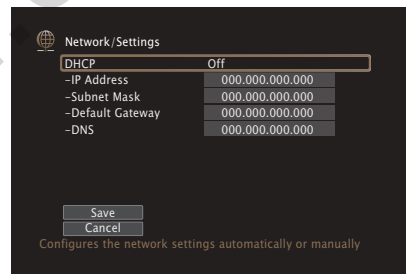 Network/Settings
DHCP Off
-IP Address 000.000.000.000
-Subnet Mask 000.000.000.000
-Default Gateway 000.000.000.000
-DNS 000.000.000.000
Save
Cancel
Configures the network settings automatically or manually